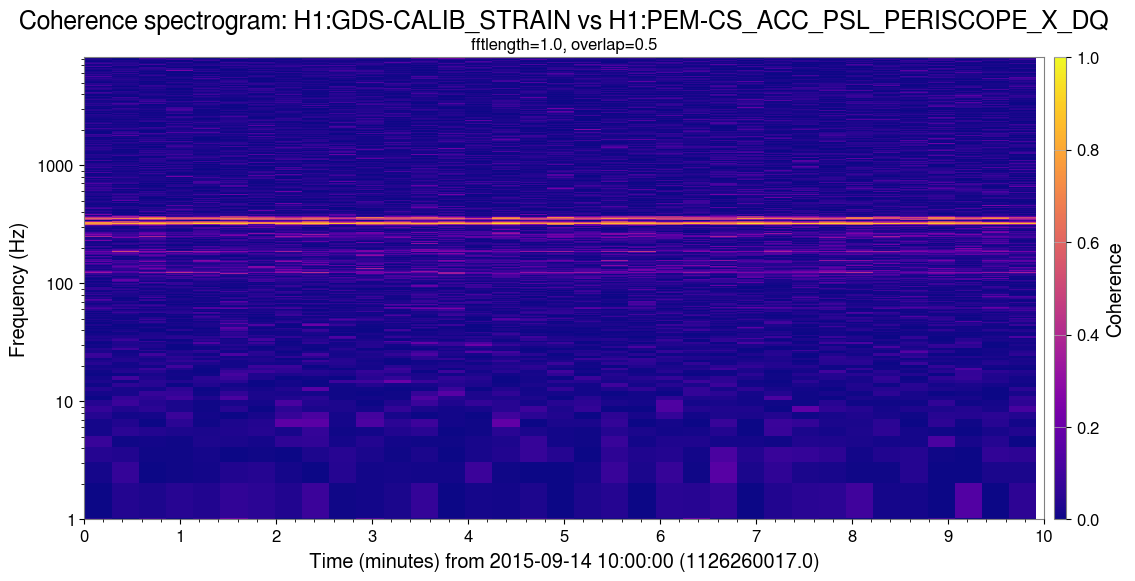 Coherence spectrogram: H1:GDS-CALIB_STRAIN vs H1:PEM-CS_ACC_PSL_PERISCOPE_X_DQ
fftlength=1.0, overlap=0.5
Frequency (Hz)
1000
100
10
1
0 1 2 3 4 5 6 7 8 9 10
Time (minutes) from 2015-09-14 10:00:00 (1126260017.0)
1.0
0.8
0.6
0.4
0.2
0.0
Coherence